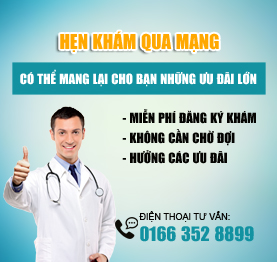 HẸN KHÁM QUA MẠNG
CÓ THỂ MANG LẠI CHO BẠN NHỮNG ƯU ĐÃI LỚN
- MIỄN PHÍ ĐĂNG KÝ KHÁM
- KHÔNG CẦN CHỜ ĐỢI
- HƯỞNG CÁC ƯU ĐÃI
ĐIỆN THOẠI TƯ VẤN:
0166 352 8899